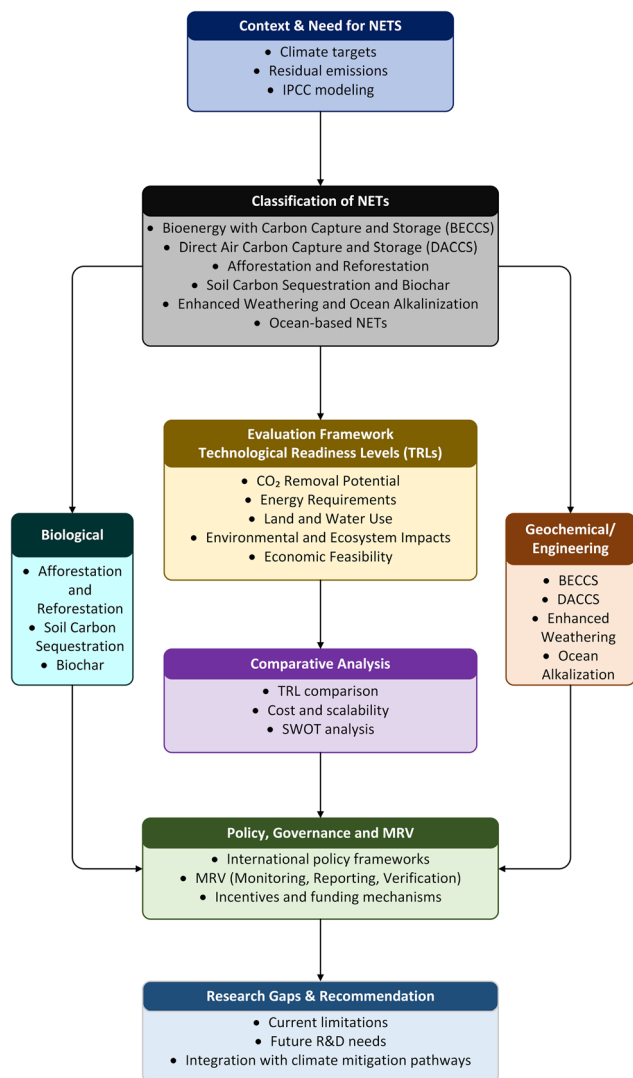 Context & Need for NETS
• Climate targets
• Residual emissions
• IPCC modeling
Classification of NETs
• Bioenergy with Carbon Capture and Storage (BECCS)
• Direct Air Carbon Capture and Storage (DACCS)
• Afforestation and Reforestation
• Soil Carbon Sequestration and Biochar
• Enhanced Weathering and Ocean Alkalinization
• Ocean-based NETs
Evaluation Framework
Technological Readiness Levels (TRLs)
• CO₂ Removal Potential
• Energy Requirements
• Land and Water Use
• Environmental and Ecosystem Impacts
• Economic Feasibility
Biological
• Afforestation
and
Reforestation
• Soil Carbon
Sequestration
• Biochar
Geochemical/
Engineering
• BECCS
• DACCS
• Enhanced
Weathering
• Ocean
Alkalization
Comparative Analysis
• TRL comparison
• Cost and scalability
• SWOT analysis
Policy, Governance and MRV
• International policy frameworks
• MRV (Monitoring, Reporting, Verification)
• Incentives and funding mechanisms
Research Gaps & Recommendation
• Current limitations
• Future R&D needs
• Integration with climate mitigation pathways